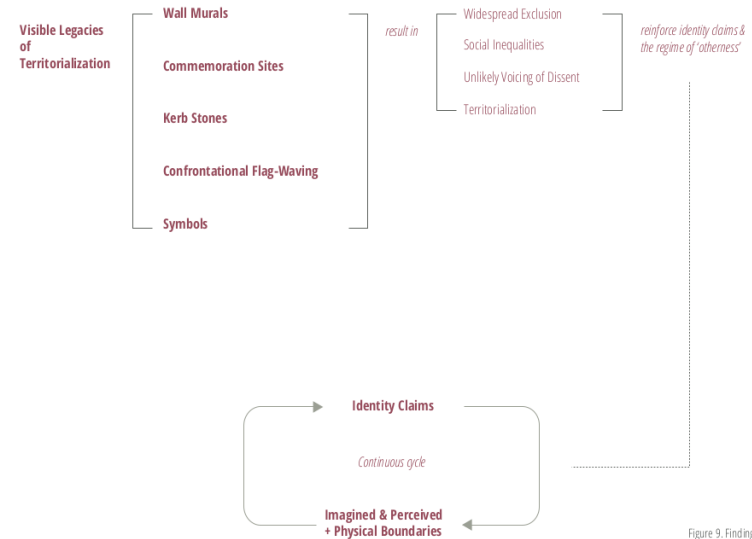 Visible Legacies
of
Territorialization
Wall Murals
Commemoration Sites
Kerb Stones
Confrontational Flag-Waving
Symbols
result in
Widespread Exclusion
Social Inequalities
Unlikely Voicing of Dissent
Territorialization
reinforce identity claims &
the regime of ‘otherness’
Identity Claims
Continuous cycle
Imagined & Perceived
+ Physical Boundaries
Figure 9. Finding